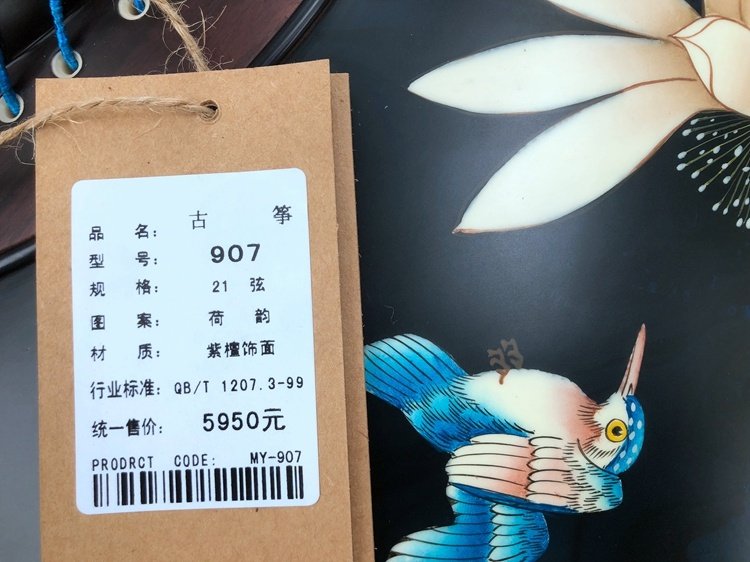 品 名: 古 筝
型 号: 907
规 格: 21 弦
图 案: 荷 韵
材 质: 紫檀饰面
行业标准: QB/T 1207.3-99
统一售价: 5950元
PRODRCT CODE: MY-907